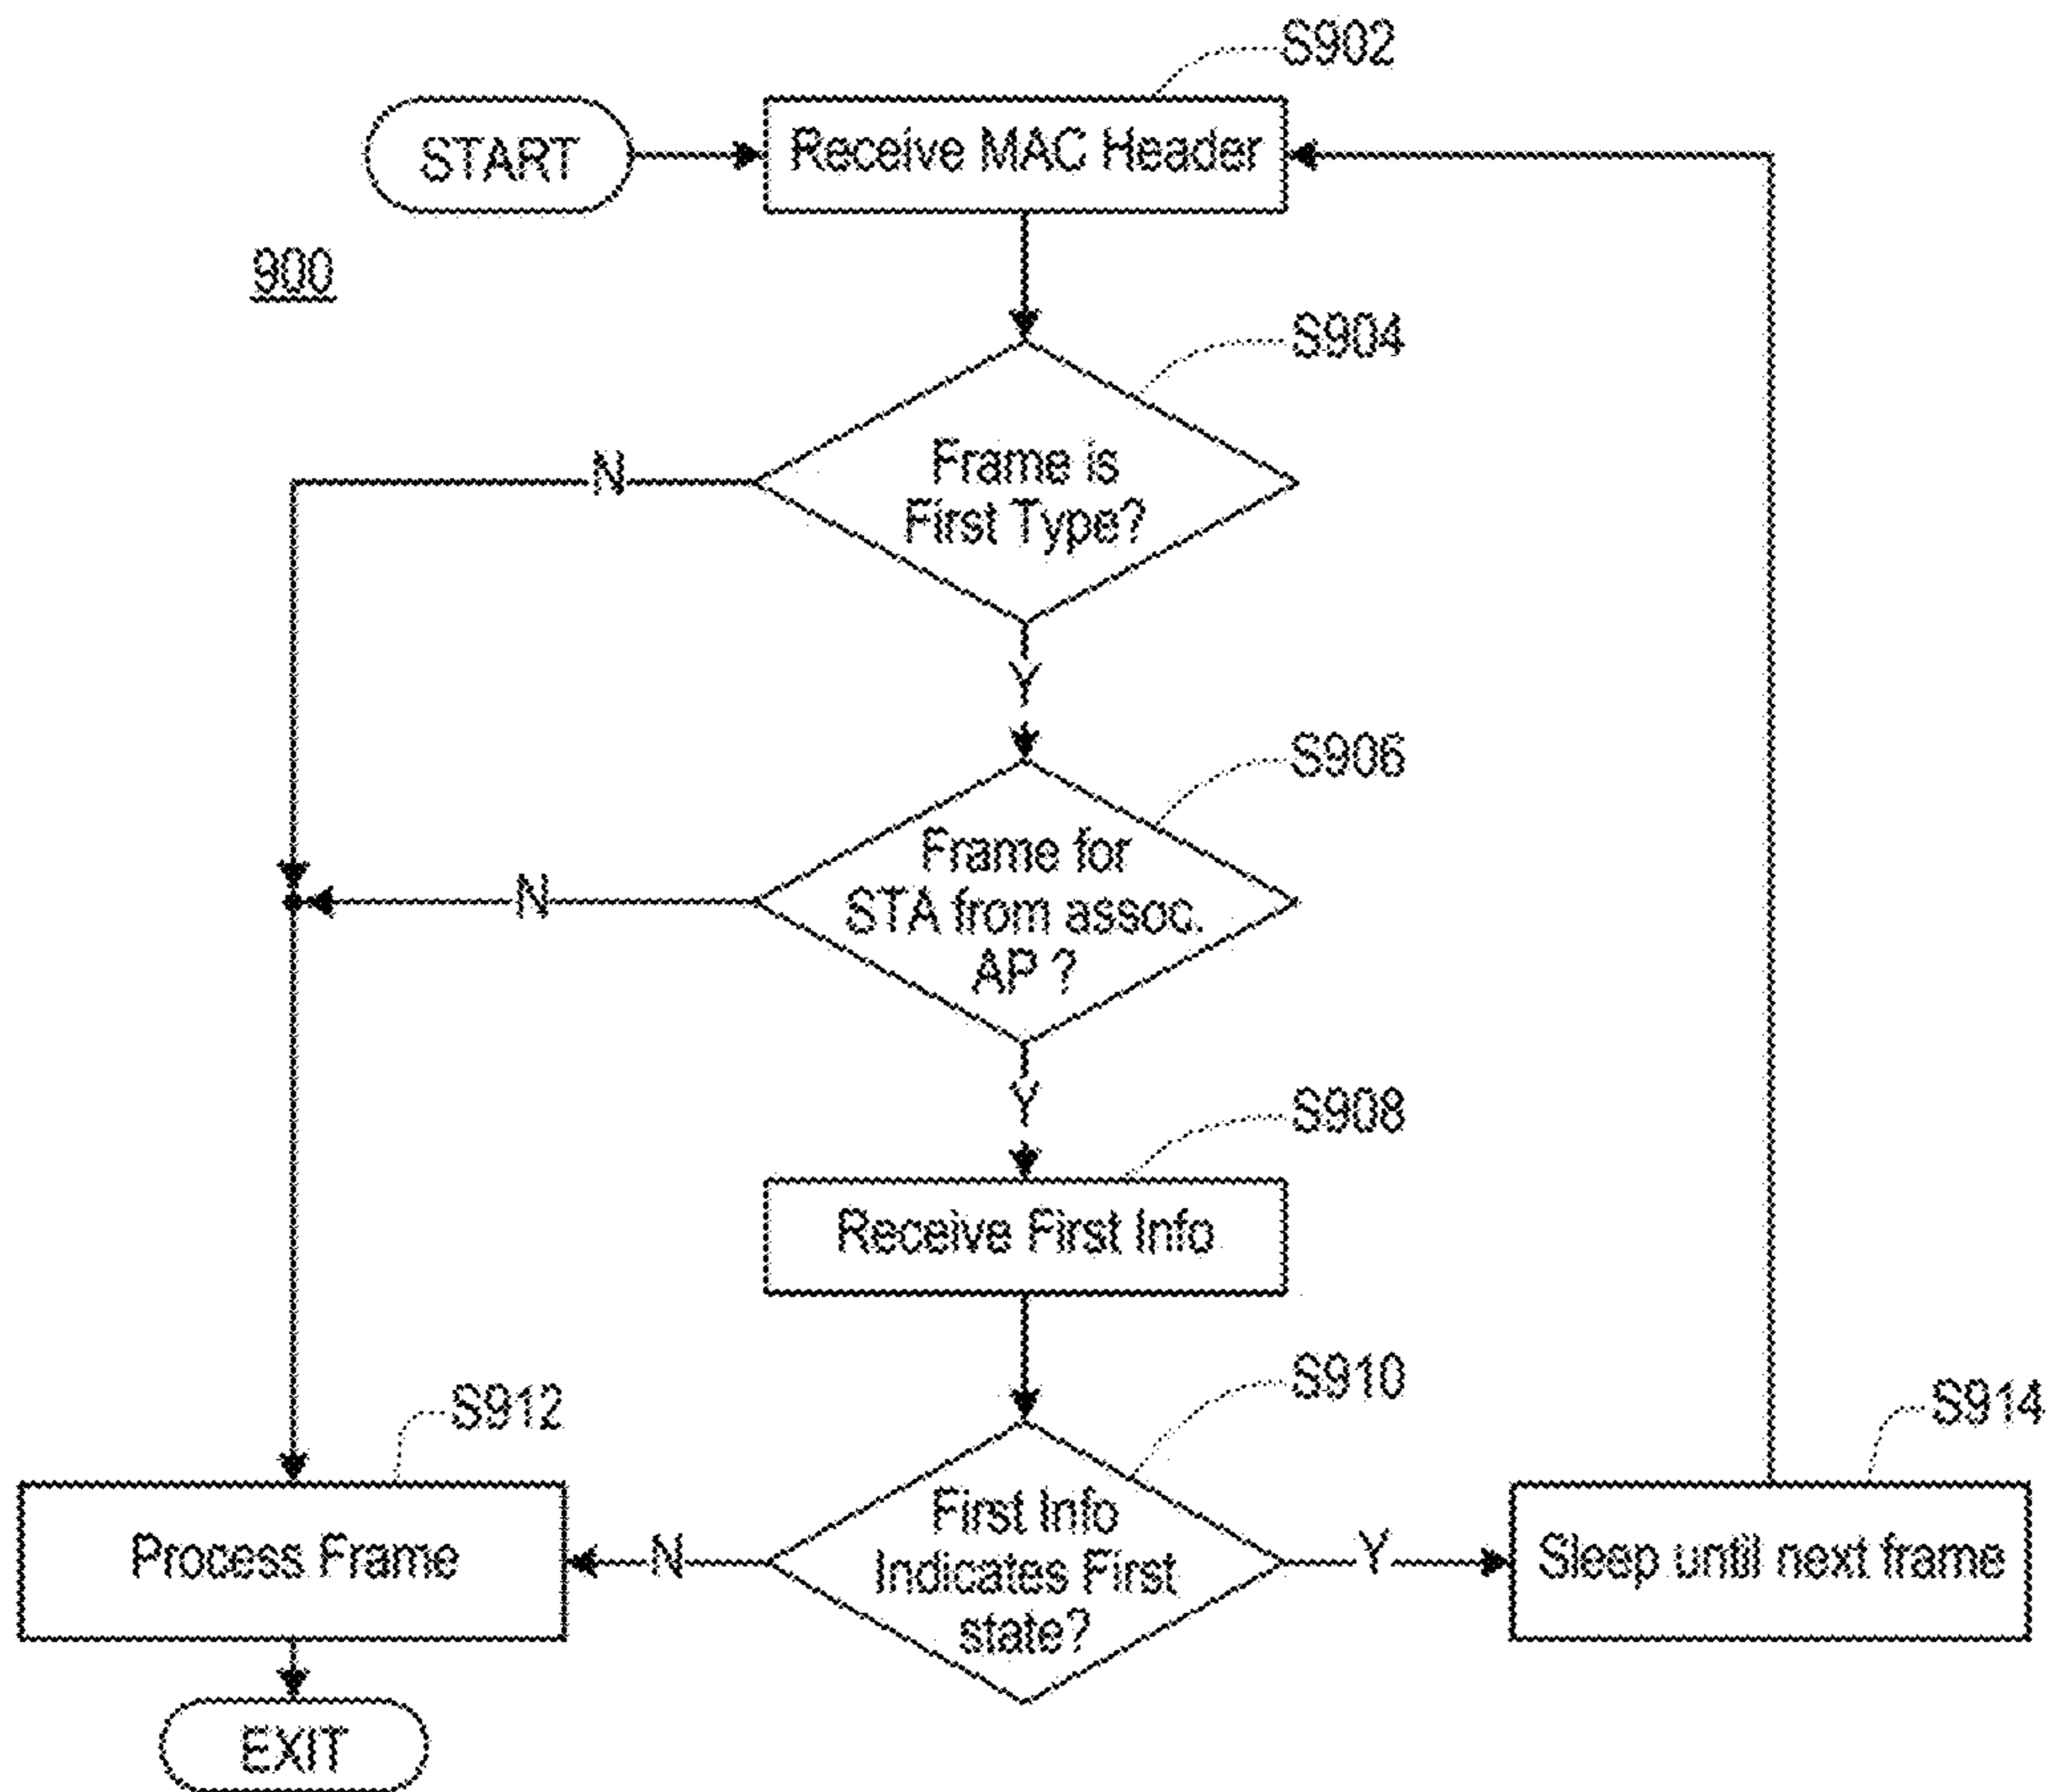 S902
START
Receive MAC Header
900
S904
N
Frame is
First Type?
Y
S906
Frame for
N
STA from assoc.
AP ?
Y
S908
Receive First Info
S910
S912
S914
First Info
Process Frame
N
Indicates First
Y
Sleep until next frame
state?
EXIT